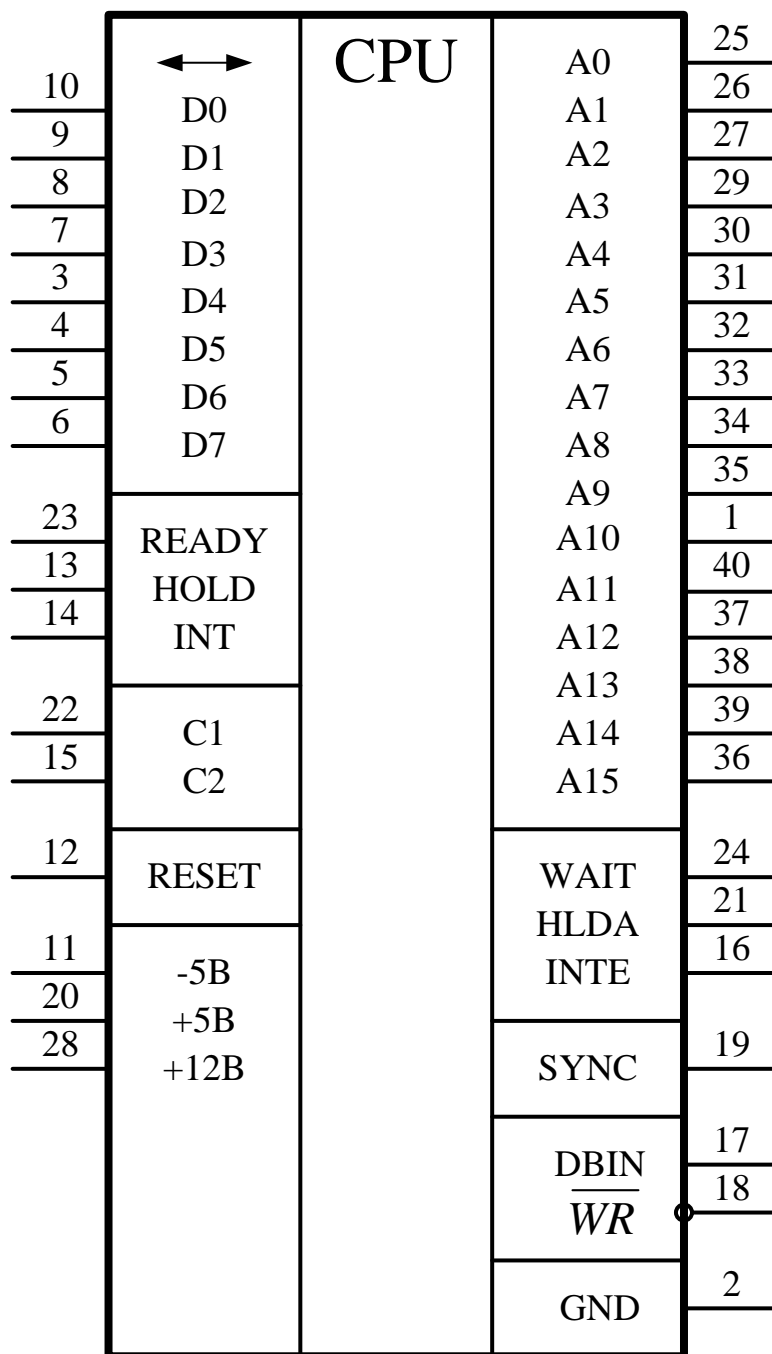 CPU
10 D0
9 D1
8 D2
7 D3
3 D4
4 D5
5 D6
6 D7
23 READY
13 HOLD
14 INT
22 C1
15 C2
12 RESET
11 -5В
20 +5В
28 +12В
A0 25
A1 26
A2 27
A3 29
A4 30
A5 31
A6 32
A7 33
A8 34
A9 35
A10 1
A11 40
A12 37
A13 38
A14 39
A15 36
WAIT 24
HLDA 21
INTE 16
SYNC 19
DBIN 17
W̅R̅ 18
GND 2